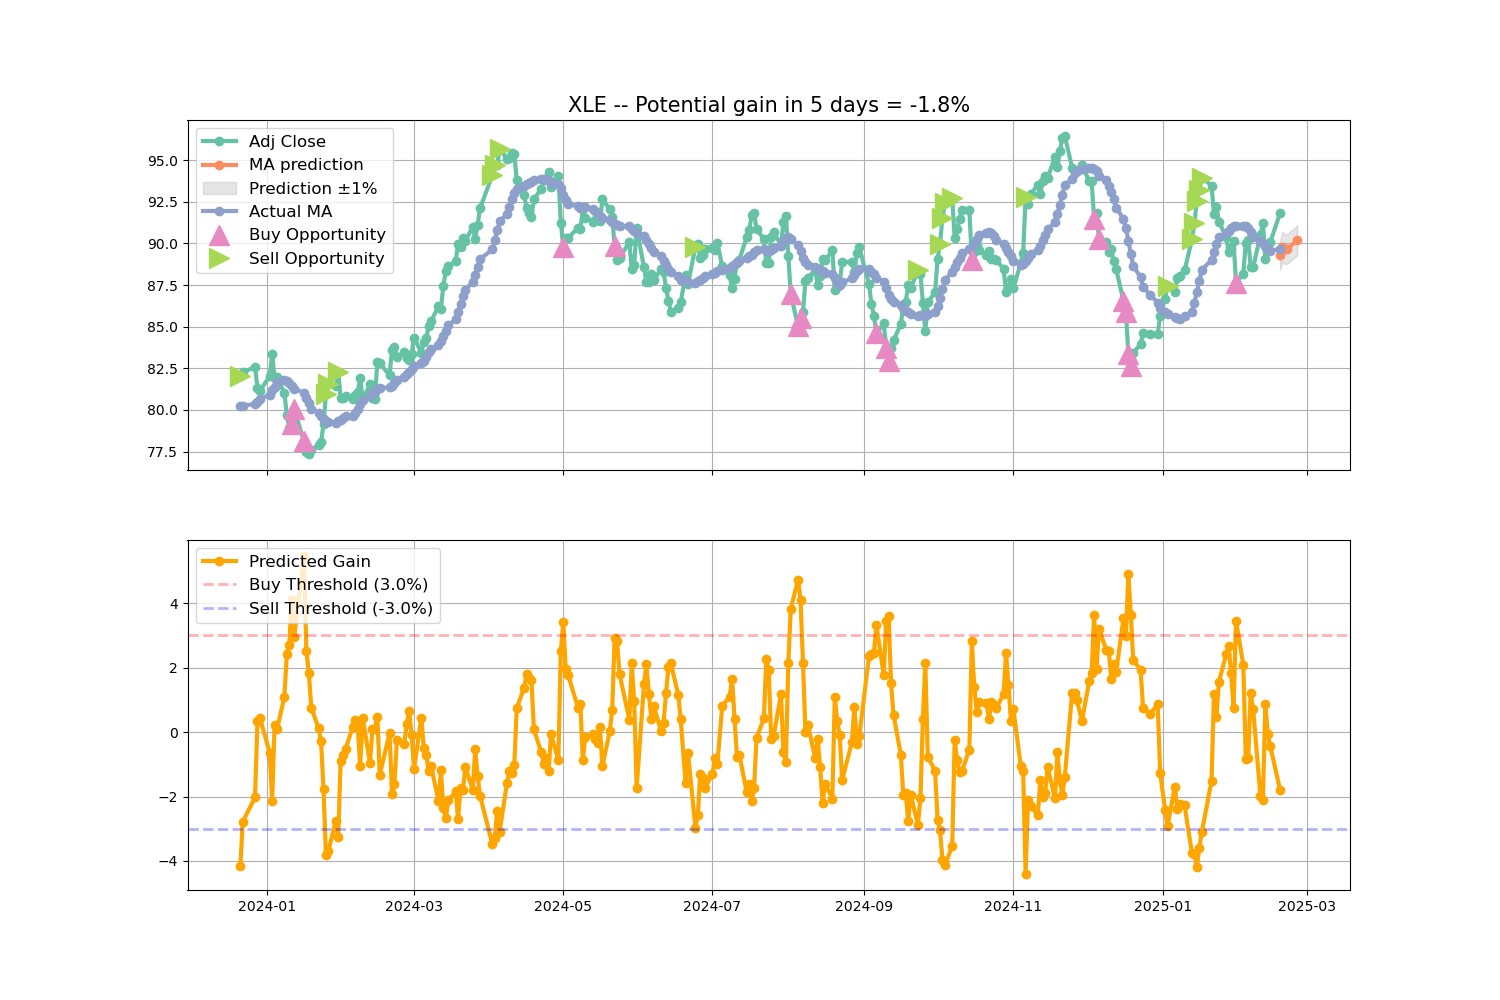 XLE -- Potential gain in 5 days = -1.8%
Adj Close
MA prediction
Prediction ±1%
Actual MA
Buy Opportunity
Sell Opportunity
95.0
92.5
90.0
87.5
85.0
82.5
80.0
77.5
Predicted Gain
Buy Threshold (3.0%)
Sell Threshold (-3.0%)
4
2
0
−2
−4
2024-01
2024-03
2024-05
2024-07
2024-09
2024-11
2025-01
2025-03